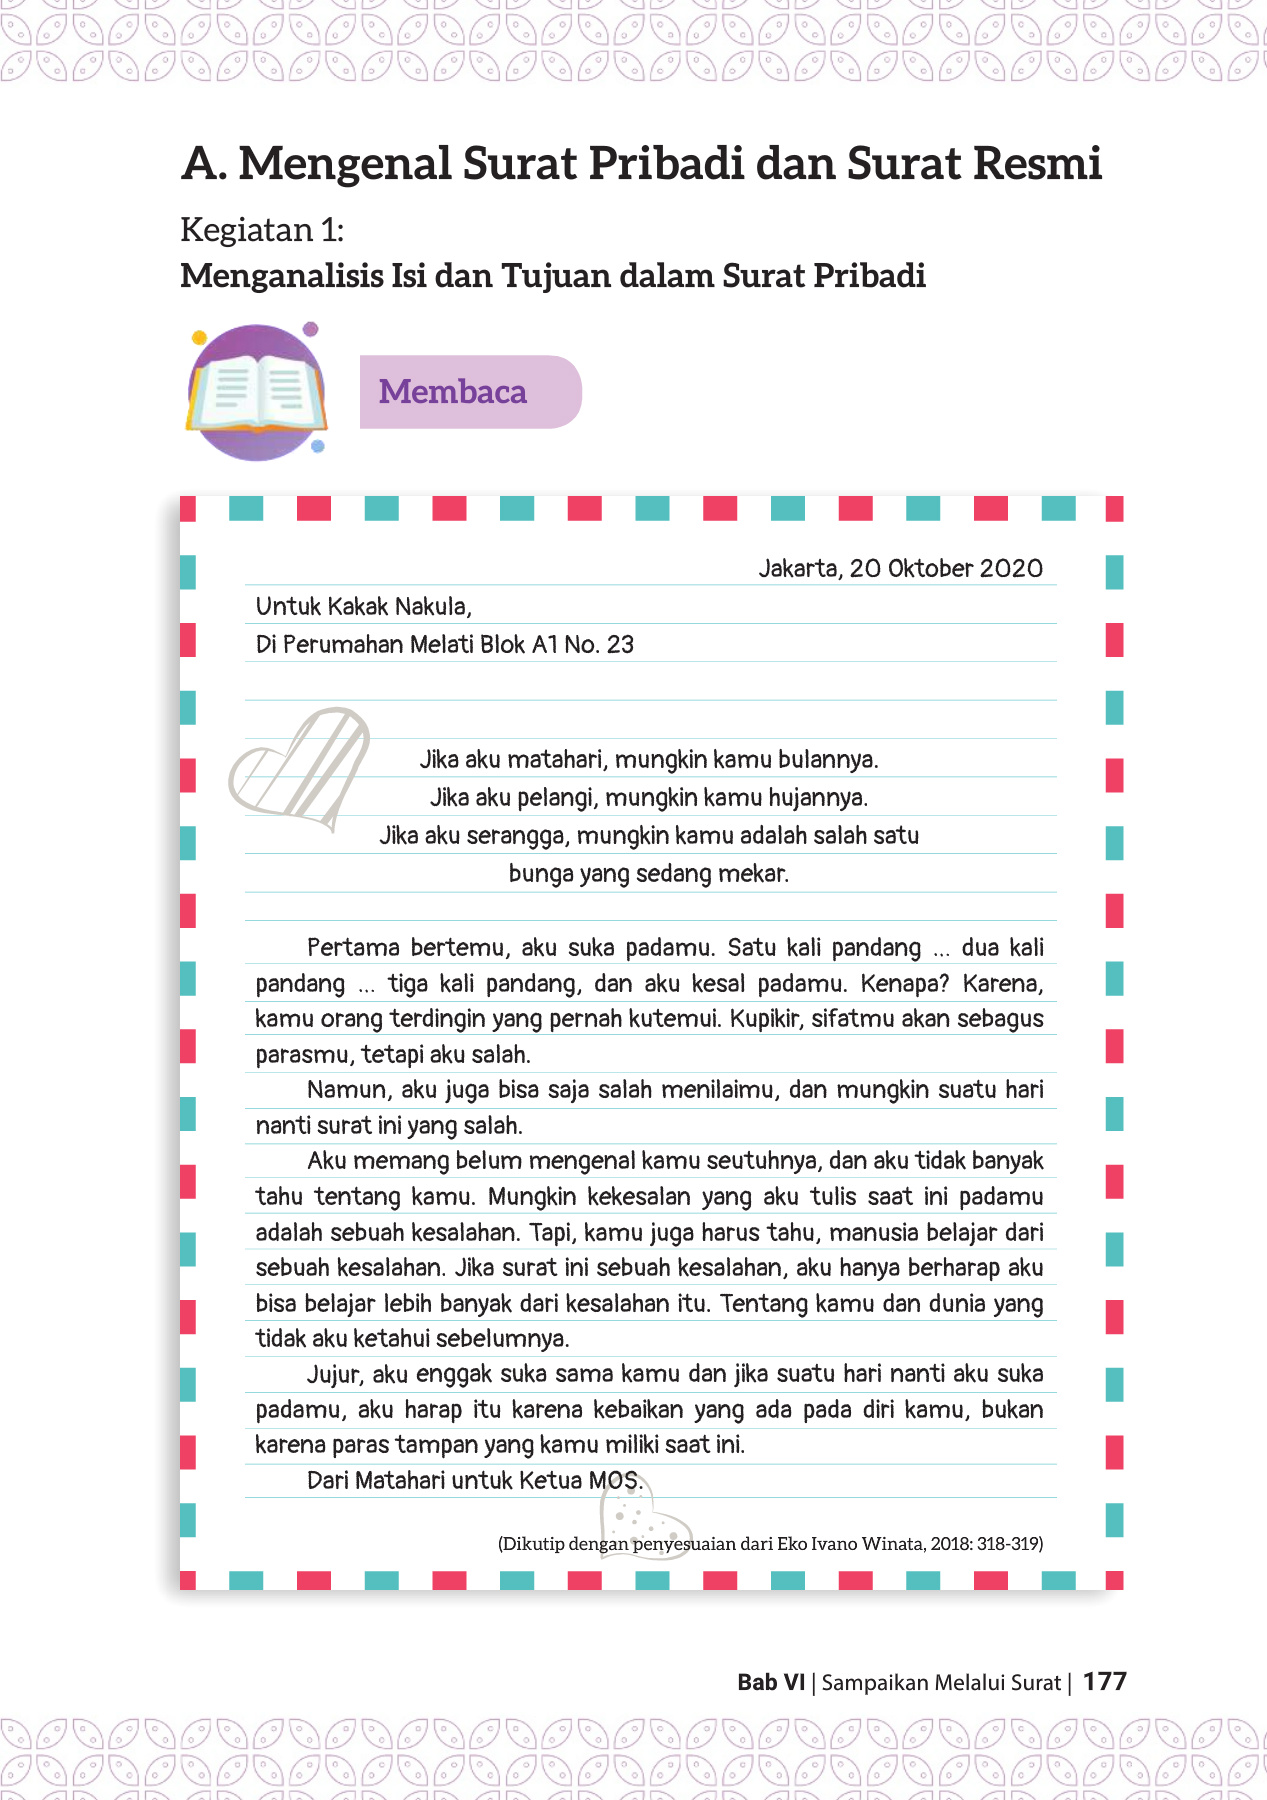 A. Mengenal Surat Pribadi dan Surat Resmi
Kegiatan 1:
Menganalisis Isi dan Tujuan dalam Surat Pribadi
Membaca
Jakarta, 20 Oktober 2020
Untuk Kakak Nakula,
Di Perumahan Melati Blok A1 No. 23
Jika aku matahari, mungkin kamu bulannya.
Jika aku pelangi, mungkin kamu hujannya.
Jika aku serangga, mungkin kamu adalah salah satu
bunga yang sedang mekar.
Pertama bertemu, aku suka padamu. Satu kali pandang ... dua kali
pandang ... tiga kali pandang, dan aku kesal padamu. Kenapa? Karena,
kamu orang terdingin yang pernah kutemui. Kupikir, sifatmu akan sebagus
parasmu, tetapi aku salah.
Namun, aku juga bisa saja salah menilaimu, dan mungkin suatu hari
nanti surat ini yang salah.
Aku memang belum mengenal kamu seutuhnya, dan aku tidak banyak
tahu tentang kamu. Mungkin kekesalan yang aku tulis saat ini padamu
adalah sebuah kesalahan. Tapi, kamu juga harus tahu, manusia belajar dari
sebuah kesalahan. Jika surat ini sebuah kesalahan, aku hanya berharap aku
bisa belajar lebih banyak dari kesalahan itu. Tentang kamu dan dunia yang
tidak aku ketahui sebelumnya.
Jujur, aku enggak suka sama kamu dan jika suatu hari nanti aku suka
padamu, aku harap itu karena kebaikan yang ada pada diri kamu, bukan
karena paras tampan yang kamu miliki saat ini.
Dari Matahari untuk Ketua MOS.
(Dikutip dengan penyesuaian dari Eko Ivano Winata, 2018: 318-319)
Bab VI | Sampaikan Melalui Surat | 177